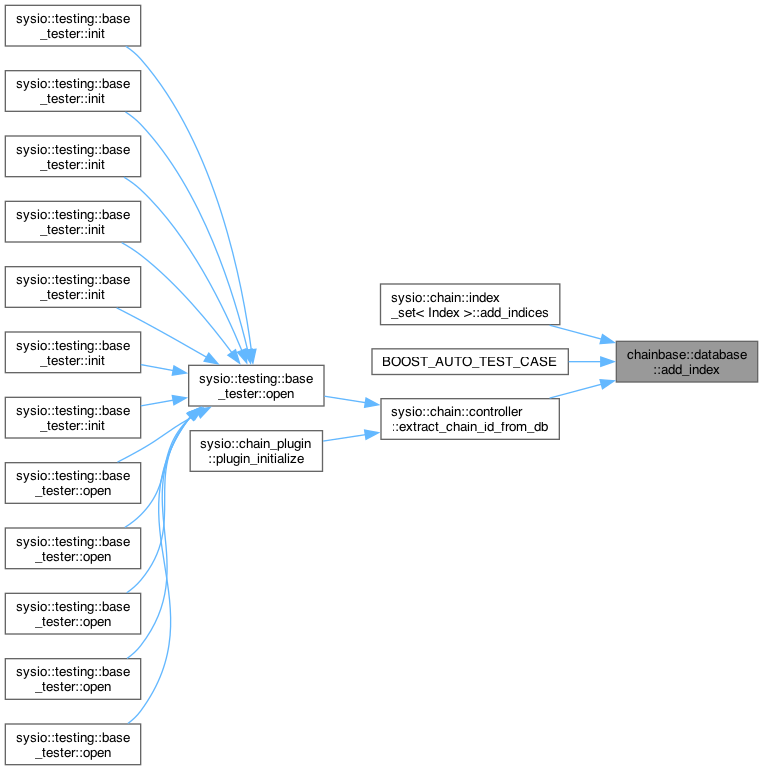 sysio::testing::base
_tester::init
sysio::testing::base
_tester::init
sysio::testing::base
_tester::init
sysio::testing::base
_tester::init
sysio::testing::base
_tester::init
sysio::testing::base
_tester::init
sysio::testing::base
_tester::init
sysio::testing::base
_tester::open
sysio::testing::base
_tester::open
sysio::testing::base
_tester::open
sysio::testing::base
_tester::open
sysio::testing::base
_tester::open
sysio::testing::base
_tester::open
sysio::chain_plugin
::plugin_initialize
sysio::chain::index
_set< Index >::add_indices
BOOST_AUTO_TEST_CASE
sysio::chain::controller
::extract_chain_id_from_db
chainbase::database
::add_index